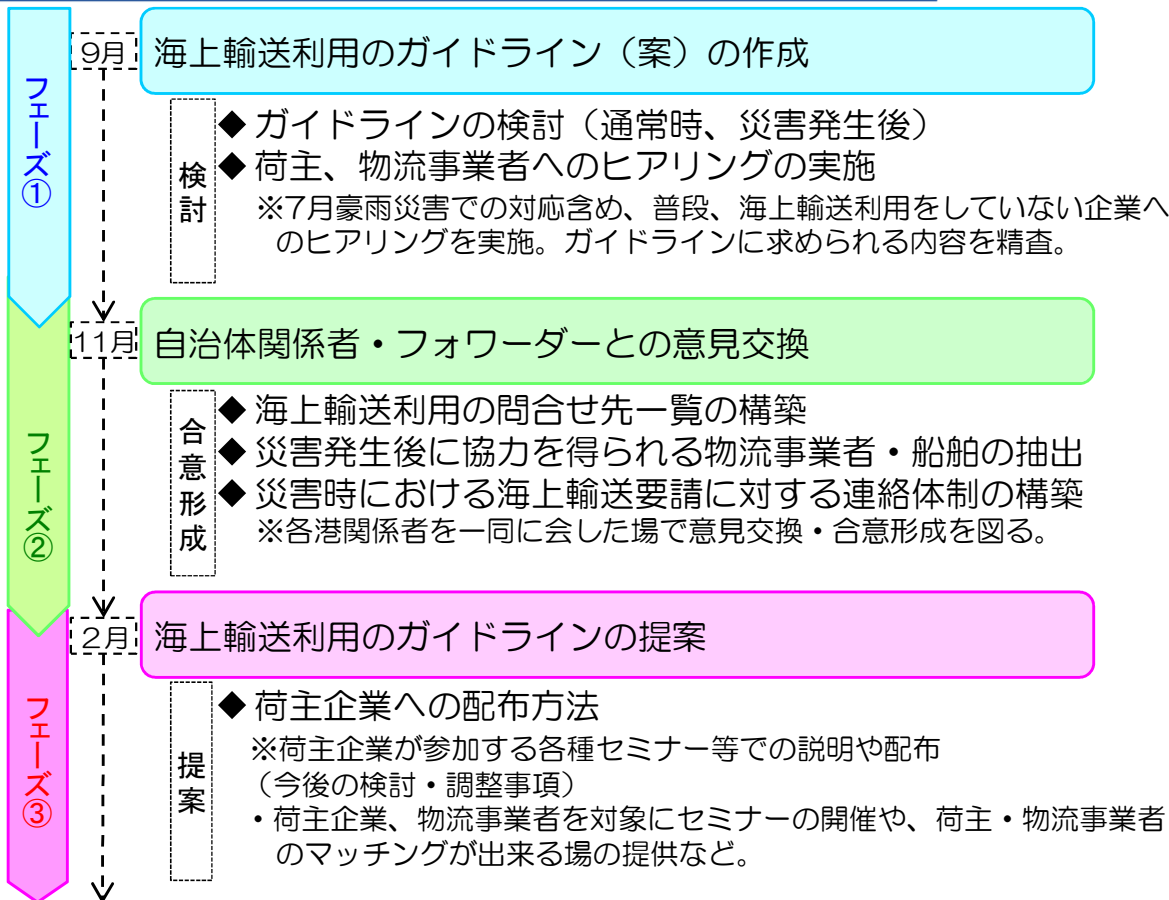 フェーズ①
9月
海上輸送利用のガイドライン（案）の作成
検討
◆ ガイドラインの検討（通常時、災害発生後）
◆ 荷主、物流事業者へのヒアリングの実施
※7月豪雨災害での対応含め、普段、海上輸送利用をしていない企業へ
のヒアリングを実施。ガイドラインに求められる内容を精査。
フェーズ②
11月
自治体関係者・フォワーダーとの意見交換
合意形成
◆ 海上輸送利用の問合せ先一覧の構築
◆ 災害発生後に協力を得られる物流事業者・船舶の抽出
◆ 災害時における海上輸送要請に対する連絡体制の構築
※各港関係者を一同に会した場で意見交換・合意形成を図る。
フェーズ③
2月
海上輸送利用のガイドラインの提案
提案
◆ 荷主企業への配布方法
※荷主企業が参加する各種セミナー等での説明や配布
（今後の検討・調整事項）
・荷主企業、物流事業者を対象にセミナーの開催や、荷主・物流事業者
のマッチングが出来る場の提供など。